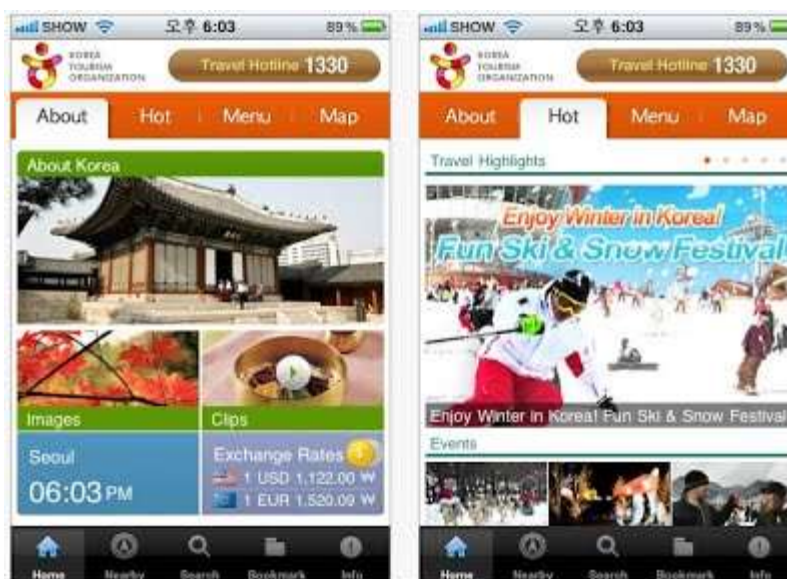 SHOW 오후 6:03 89%
KOREA
TOURISM
ORGANIZATION
Travel Hotline 1330
About Hot Menu Map
About Korea
Images
Clips
Seoul
06:03 PM
Exchange Rates
1 USD 1,122.00 ₩
1 EUR 1,520.09 ₩
Home Nearby Search Bookmark Info
SHOW 오후 6:03 89%
KOREA
TOURISM
ORGANIZATION
Travel Hotline 1330
About Hot Menu Map
Travel Highlights
Enjoy Winter in Korea!
Fun Ski & Snow Festival
Enjoy Winter in Korea! Fun Ski & Snow Festival
Events
Home Nearby Search Bookmark Info